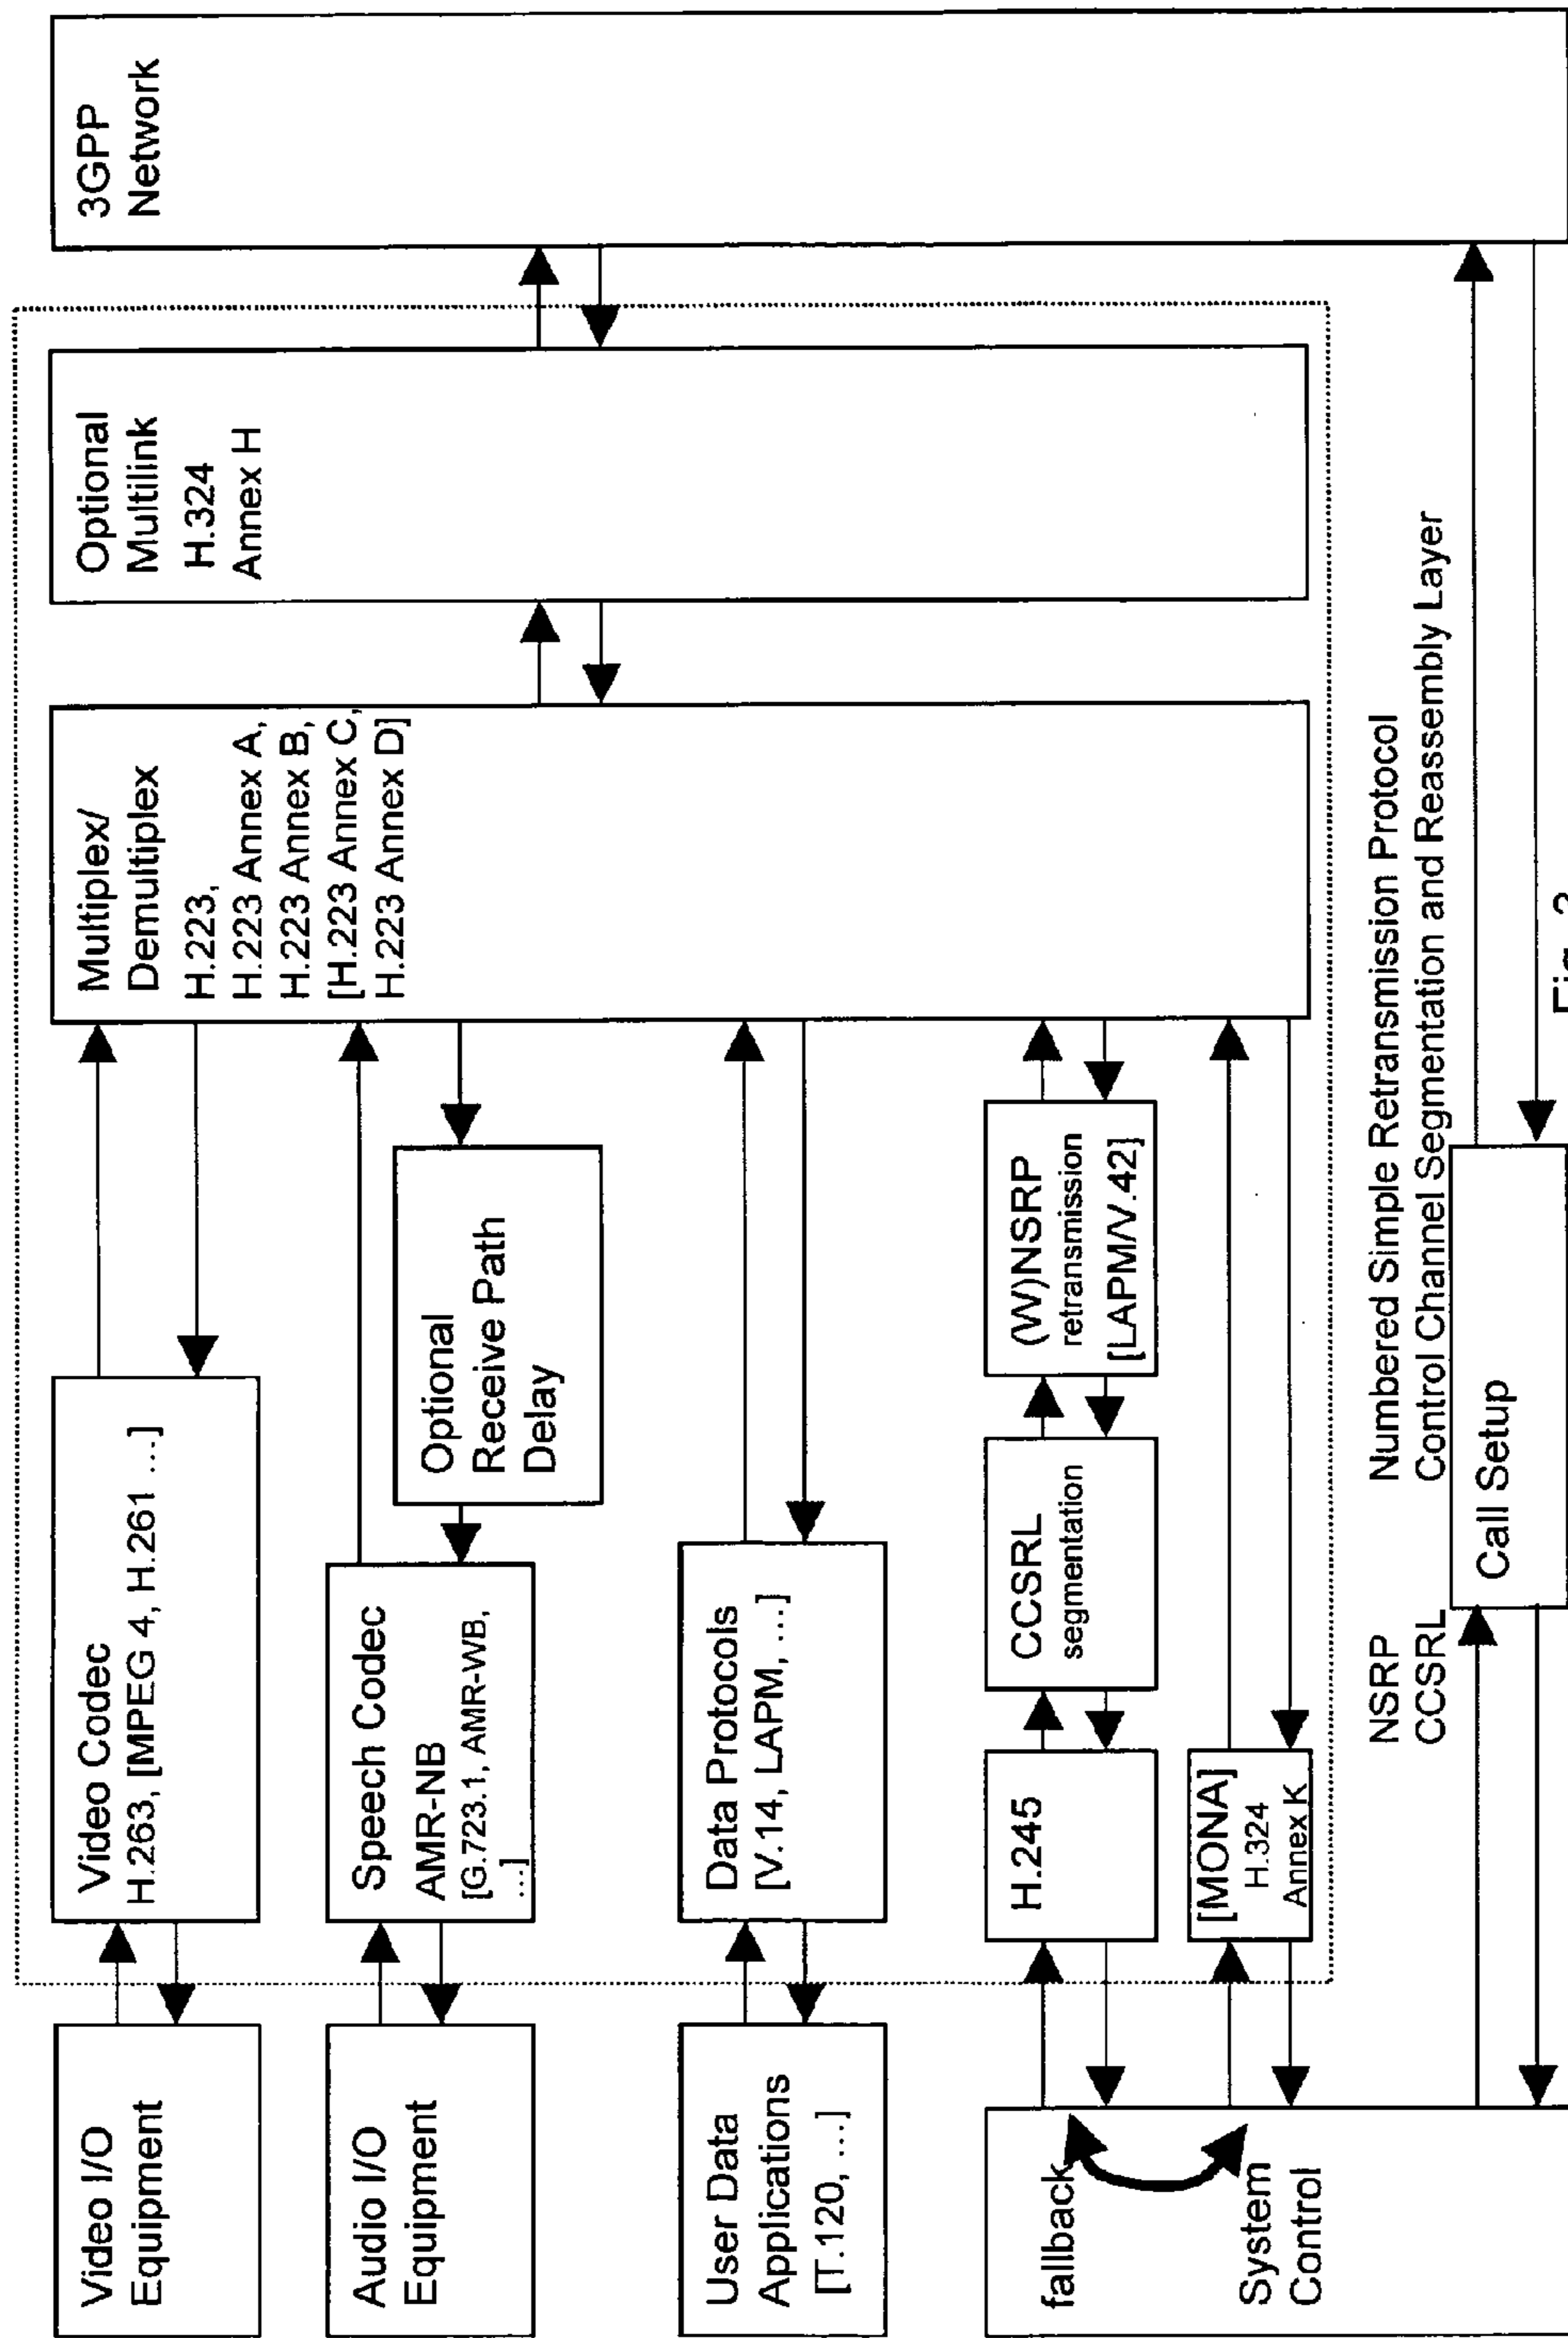 Video I/O
Equipment
Video Codec
H.263, [MPEG 4, H.261 ...]
Multiplex/
Demultiplex
H.223,
H.223 Annex A,
H.223 Annex B,
[H.223 Annex C,
H.223 Annex D]
Optional
Multilink
H.324
Annex H
3GPP
Network
Audio I/O
Equipment
Speech Codec
AMR-NB
[G.723.1, AMR-WB,
...]
Optional
Receive Path
Delay
User Data
Applications
[T.120, ...]
Data Protocols
[V.14, LAPM, ...]
fallback
System
Control
H.245
CCSRL
segmentation
(W)NSRP
retransmission
[LAPM/V.42]
[MONA]
H.324
Annex K
NSRP Numbered Simple Retransmission Protocol
CCSRL Control Channel Segmentation and Reassembly Layer
Call Setup
Fig.